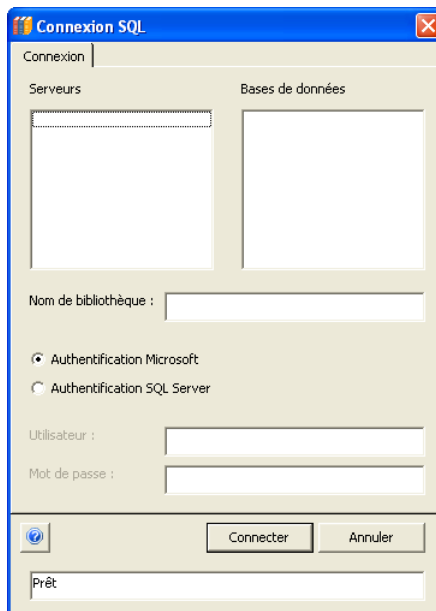 Connexion SQL
Connexion
Serveurs
Bases de données
Nom de bibliothèque :
Authentification Microsoft
Authentification SQL Server
Utilisateur :
Mot de passe :
Connecter
Annuler
Prêt